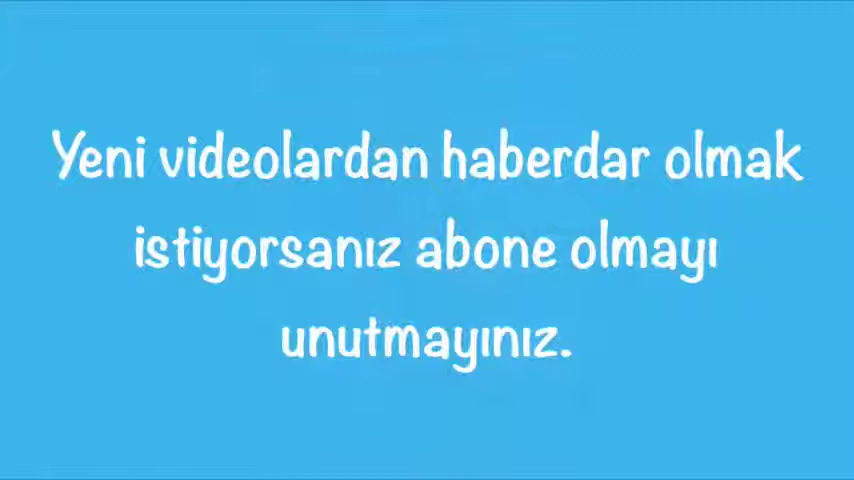 Yeni videolardan haberdar olmak
istiyorsanız abone olmayı
unutmayınız.